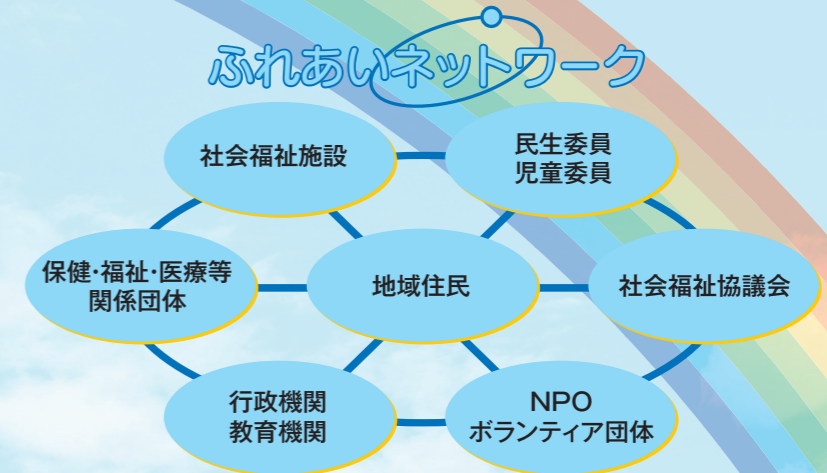 ふれあいネットワーク
社会福祉施設
民生委員
児童委員
保健・福祉・医療等
関係団体
地域住民
社会福祉協議会
行政機関
教育機関
NPO
ボランティア団体